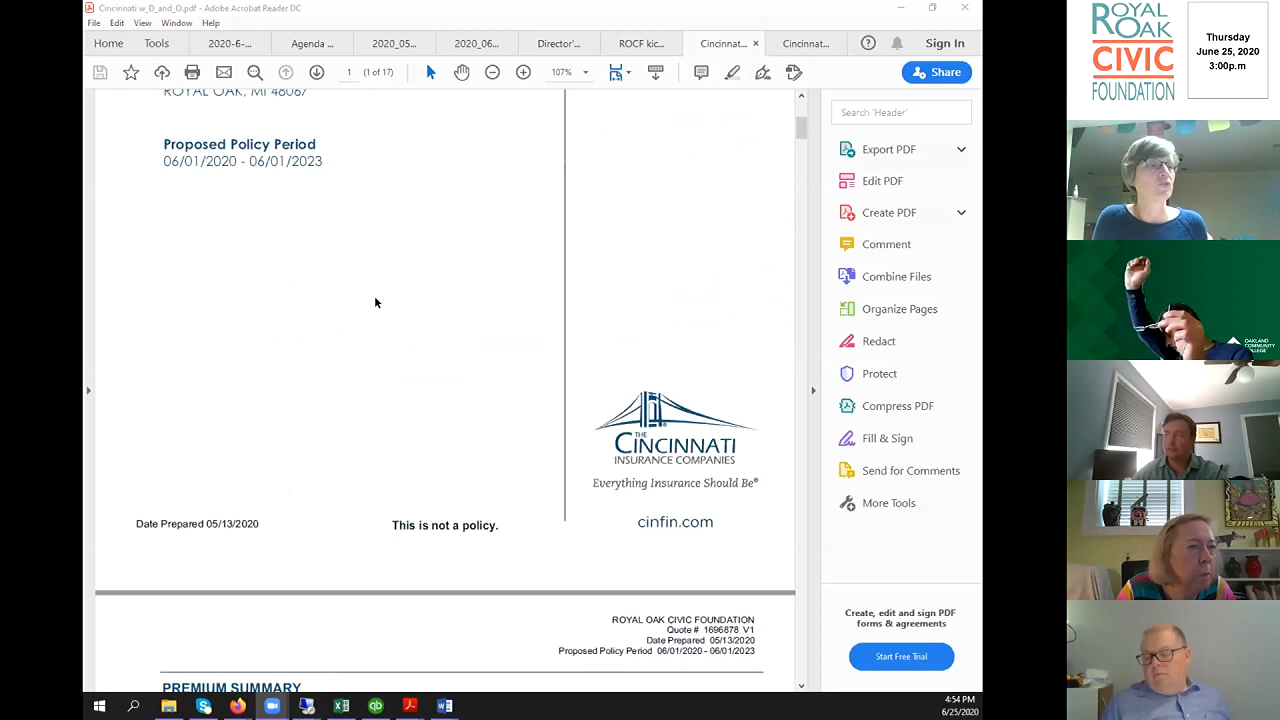 Cincinnati w_D_and_O.pdf - Adobe Acrobat Reader DC
File Edit View Window Help
Home Tools 2020-6-... Agenda ... 2020_05... 2020_06... Director'... ROCF kic... Cincinnat... × Cincinnat... Sign In
1 (1 of 17) 107% Share
ROYAL OAK, MI 48067
Proposed Policy Period
06/01/2020 - 06/01/2023
THE
CINCINNATI
INSURANCE COMPANIES
Everything Insurance Should Be®
Date Prepared 05/13/2020 This is not a policy. cinfin.com
ROYAL OAK CIVIC FOUNDATION
Quote # 1696878 V1
Date Prepared 05/13/2020
Proposed Policy Period 06/01/2020 - 06/01/2023
PREMIUM SUMMARY
Search 'Header'
Export PDF
Edit PDF
Create PDF
Comment
Combine Files
Organize Pages
Redact
Protect
Compress PDF
Fill & Sign
Send for Comments
More Tools
Create, edit and sign PDF
forms & agreements
Start Free Trial
4:54 PM
6/25/2020
ROYAL
OAK
CIVIC
FOUNDATION
Thursday
June 25, 2020
3:00p.m
OAKLAND
COMMUNITY
COLLEGE